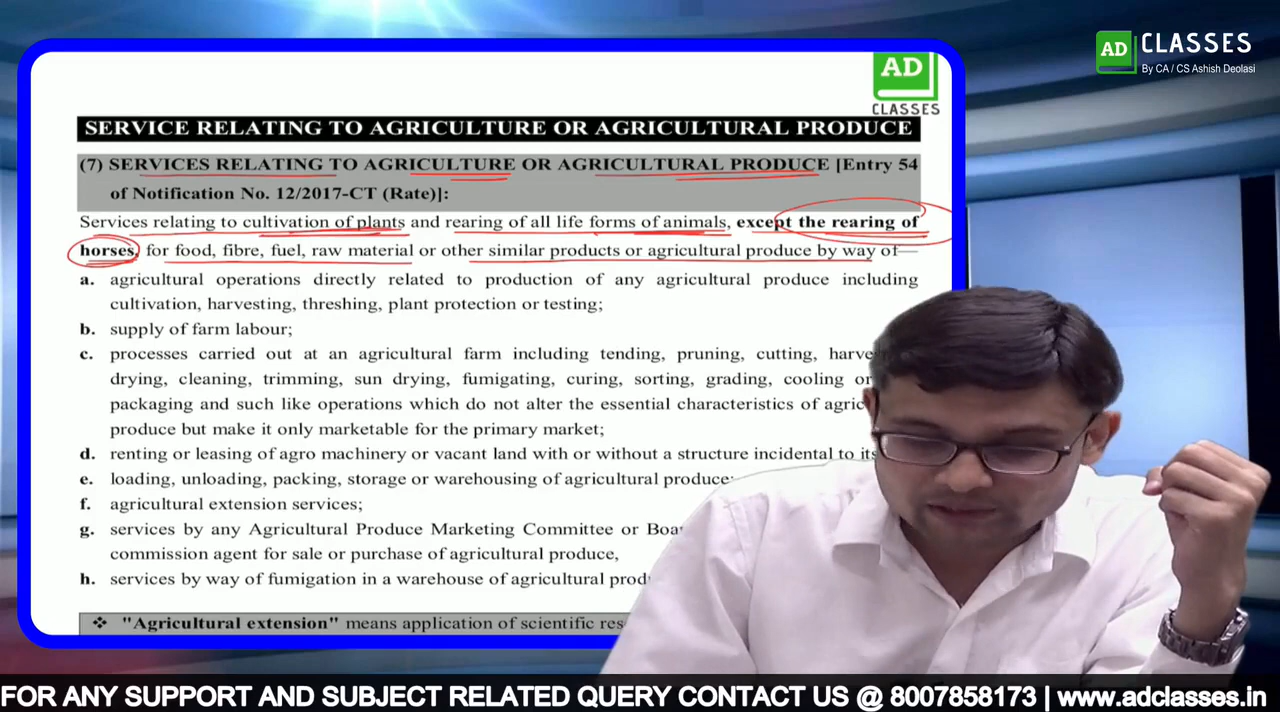 AD CLASSES
By CA / CS Ashish Deolasi
AD
CLASSES
SERVICE RELATING TO AGRICULTURE OR AGRICULTURAL PRODUCE
(7) SERVICES RELATING TO AGRICULTURE OR AGRICULTURAL PRODUCE [Entry 54
of Notification No. 12/2017-CT (Rate)]:
Services relating to cultivation of plants and rearing of all life forms of animals, except the rearing of
horses, for food, fibre, fuel, raw material or other similar products or agricultural produce by way of—
a. agricultural operations directly related to production of any agricultural produce including
cultivation, harvesting, threshing, plant protection or testing;
b. supply of farm labour;
c. processes carried out at an agricultural farm including tending, pruning, cutting,
drying, cleaning, trimming, sun drying, fumigating, curing, sorting, grading, cooling or
packaging and such like operations which do not alter the essential characteristics of
produce but make it only marketable for the primary market;
d. renting or leasing of agro machinery or vacant land with or without a structure incidental to its
e. loading, unloading, packing, storage or warehousing of agricultural produce;
f. agricultural extension services;
g. services by any Agricultural Produce Marketing Committee or
commission agent for sale or purchase of agricultural produce,
h. services by way of fumigation in a warehouse of agricultural
❖ "Agricultural extension" means application of scientific
FOR ANY SUPPORT AND SUBJECT RELATED QUERY CONTACT US @ 8007858173 | www.adclasses.in